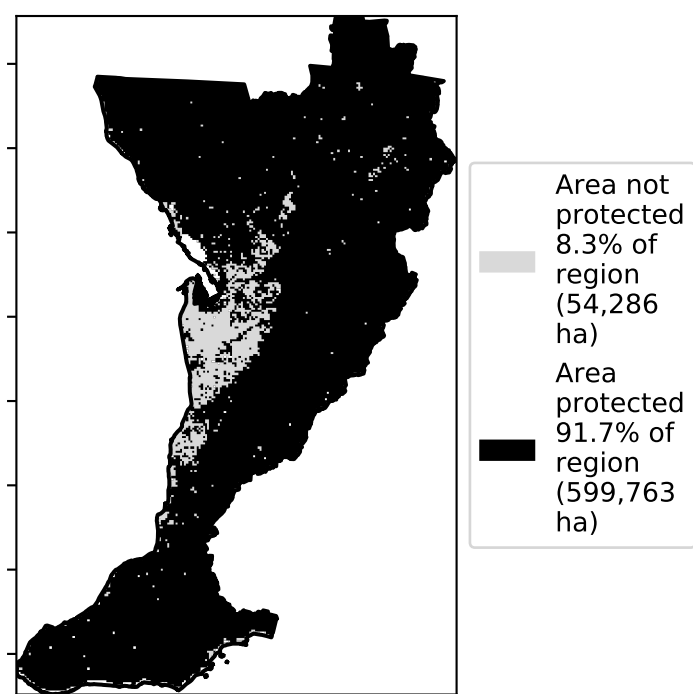 Area not
protected
8.3% of
region
(54,286
ha)
Area
protected
91.7% of
region
(599,763
ha)